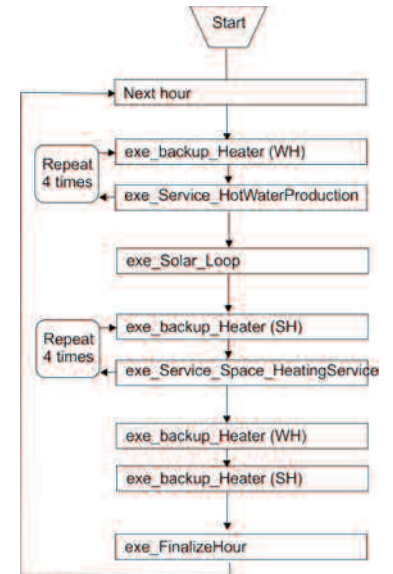 Start
Next hour
exe_backup_Heater (WH)
Repeat
4 times
exe_Service_HotWaterProduction
exe_Solar_Loop
exe_backup_Heater (SH)
Repeat
4 times
exe_Service_Space_HeatingService
exe_backup_Heater (WH)
exe_backup_Heater (SH)
exe_FinalizeHour